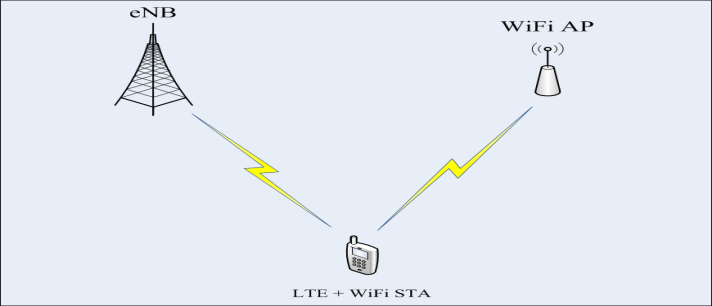 eNB
WiFi AP
LTE + WiFi STA